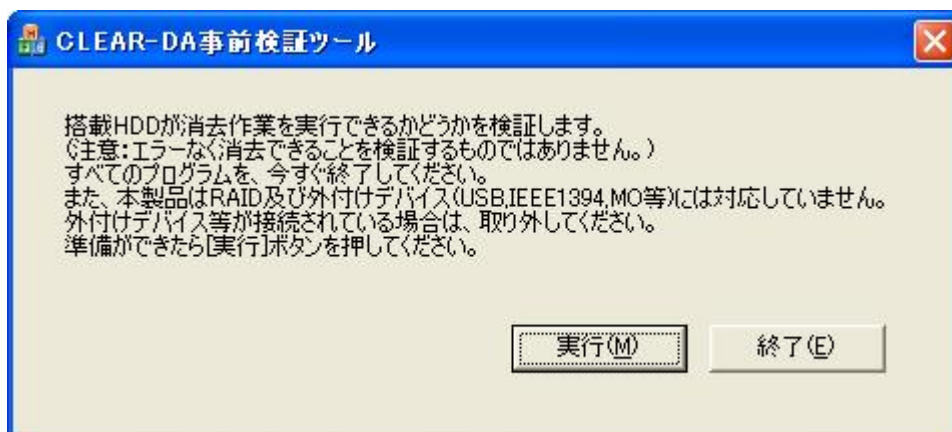 CLEAR-DA事前検証ツール
搭載HDDが消去作業を実行できるかどうかを検証します。
(注意:エラーなく消去できることを検証するものではありません。)
すべてのプログラムを、今すぐ終了してください。
また、本製品はRAID及び外付けデバイス(USB,IEEE1394,MO等)には対応していません。
外付けデバイス等が接続されている場合は、取り外してください。
準備ができたら[実行]ボタンを押してください。
実行(M) 終了(E)